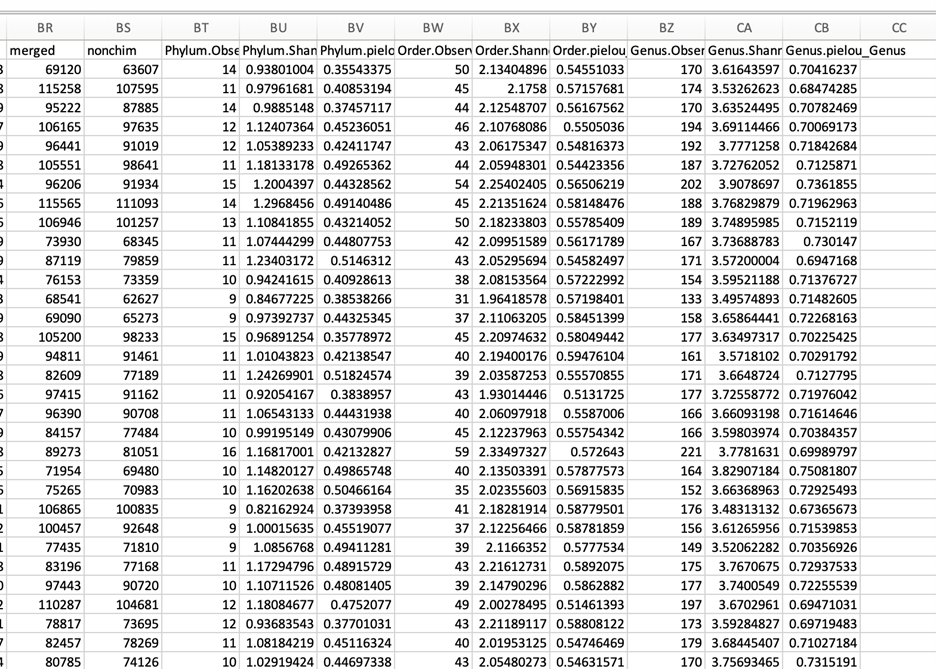 BR BS BT BU BV BW BX BY BZ CA CB CC
merged nonchim Phylum.Obse Phylum.Shan Phylum.pielo Order.Observ Order.Shann Order.pielou_ Genus.Obser Genus.Shann Genus.pielou_Genus
69120 63607 14 0.93801004 0.35543375 50 2.13404896 0.54551033 170 3.61643597 0.70416237
115258 107595 11 0.97961681 0.40853194 45 2.1758 0.57157681 174 3.53262623 0.68474285
95222 87885 14 0.9885148 0.37457117 44 2.12548707 0.56167562 170 3.63524495 0.70782469
106165 97635 12 1.12407364 0.45236051 46 2.10768086 0.5505036 194 3.69114466 0.70069173
96441 91019 12 1.05389233 0.42411747 43 2.06175347 0.54816373 192 3.7771258 0.71842684
105551 98641 11 1.18133178 0.49265362 44 2.05948301 0.54423356 187 3.72762052 0.7125871
96206 91934 15 1.2004397 0.44328562 54 2.25402405 0.56506219 202 3.9078697 0.7361855
115565 111093 14 1.2968456 0.49140486 45 2.21351624 0.58148476 188 3.76829879 0.71962963
106946 101257 13 1.10841855 0.43214052 50 2.18233803 0.55785409 189 3.74895985 0.7152119
73930 68345 11 1.07444299 0.44807753 42 2.09951589 0.56171789 167 3.73688783 0.730147
87119 79859 11 1.23403172 0.5146312 43 2.05295694 0.54582497 171 3.57200004 0.6947168
76153 73359 10 0.94241615 0.40928613 38 2.08153564 0.57222992 154 3.59521188 0.71376727
68541 62627 9 0.84677225 0.38538266 31 1.96418578 0.57198401 133 3.49574893 0.71482605
69090 65273 9 0.97392737 0.44325345 37 2.11063205 0.58451399 158 3.65864441 0.72268163
105200 98233 15 0.96891254 0.35778972 45 2.20974632 0.58049442 177 3.63497317 0.70225425
94811 91461 11 1.01043823 0.42138547 40 2.19400176 0.59476104 161 3.5718102 0.70291792
82609 77189 11 1.24269901 0.51824574 39 2.03587253 0.55570855 171 3.6648724 0.7127795
97415 91162 11 0.92054167 0.3838957 43 1.93014446 0.5131725 177 3.72558772 0.71976042
96390 90708 11 1.06543133 0.44431938 40 2.06097918 0.5587006 166 3.66093198 0.71614646
84157 77484 10 0.99195149 0.43079906 45 2.12237963 0.55754342 166 3.59803974 0.70384357
89273 81051 16 1.16817001 0.42132827 59 2.33497327 0.572643 221 3.7781631 0.69989797
71954 69480 10 1.14820127 0.49865748 40 2.13503391 0.57877573 164 3.82907184 0.75081807
75265 70983 10 1.16202638 0.50466164 35 2.02355603 0.56915835 152 3.66368963 0.72925493
106865 100835 9 0.82162924 0.37393958 41 2.18281914 0.58779501 176 3.48313132 0.67365673
100457 92648 9 1.00015635 0.45519077 37 2.12256466 0.58781859 156 3.61265956 0.71539853
77435 71810 9 1.0856768 0.49411281 39 2.1166352 0.5777534 149 3.52062282 0.70356926
83196 77168 11 1.17294796 0.48915729 43 2.21612731 0.5892075 175 3.7670675 0.72937533
97443 90720 10 1.10711526 0.48081405 39 2.14790296 0.5862882 177 3.7400549 0.72255539
110287 104681 12 1.18084677 0.4752077 49 2.00278495 0.51461393 197 3.6702961 0.69471031
78817 73695 12 0.93683543 0.37701031 43 2.21189117 0.58808122 173 3.59284827 0.69719483
82457 78269 11 1.08184219 0.45116324 40 2.01953125 0.54746469 179 3.68445407 0.71027184
80785 74126 10 1.02919424 0.44697338 43 2.05480273 0.54631571 170 3.75693465 0.7315191